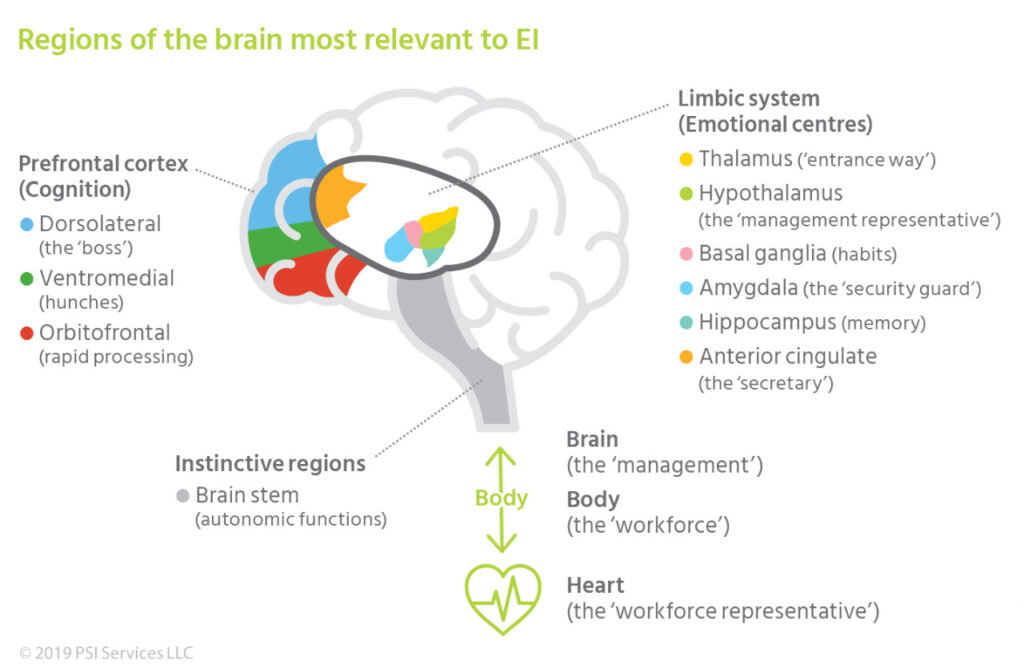 Regions of the brain most relevant to EI
Prefrontal cortex
(Cognition)
Dorsolateral
(the ‘boss’)
Ventromedial
(hunches)
Orbitofrontal
(rapid processing)
Limbic system
(Emotional centres)
Thalamus (‘entrance way’)
Hypothalamus
(the ‘management representative’)
Basal ganglia (habits)
Amygdala (the ‘security guard’)
Hippocampus (memory)
Anterior cingulate
(the ‘secretary’)
Instinctive regions
Brain stem
(autonomic functions)
Body
Brain
(the ‘management’)
Body
(the ‘workforce’)
Heart
(the ‘workforce representative’)
© 2019 PSI Services LLC